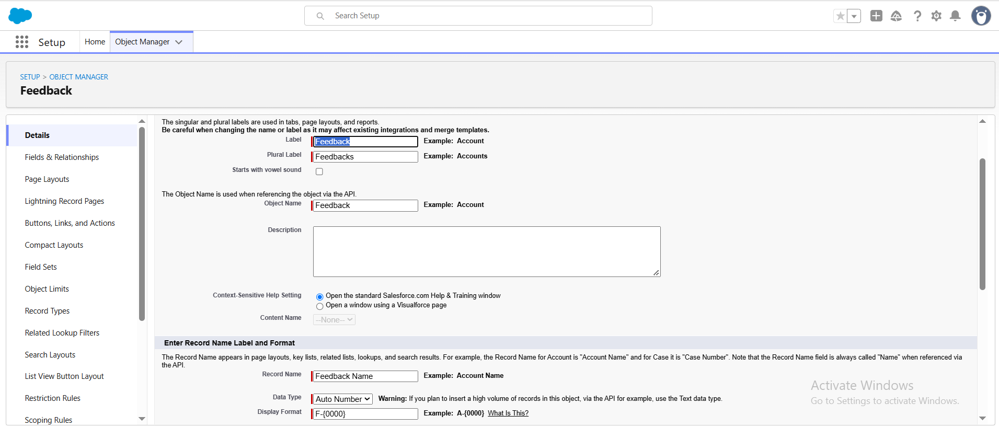 Search Setup
Setup
Home
Object Manager
SETUP > OBJECT MANAGER
Feedback
Details
Fields & Relationships
Page Layouts
Lightning Record Pages
Buttons, Links, and Actions
Compact Layouts
Field Sets
Object Limits
Record Types
Related Lookup Filters
Search Layouts
List View Button Layout
Restriction Rules
Scoping Rules
The singular and plural labels are used in tabs, page layouts, and reports.
Be careful when changing the name or label as it may affect existing integrations and merge templates.
Label Feedback Example: Account
Plural Label Feedbacks Example: Accounts
Starts with vowel sound
The Object Name is used when referencing the object via the API.
Object Name Feedback Example: Account
Description
Context-Sensitive Help Setting Open the standard Salesforce.com Help & Training window
Open a window using a Visualforce page
Content Name --None--
Enter Record Name Label and Format
The Record Name appears in page layouts, key lists, related lists, lookups, and search results. For example, the Record Name for Account is "Account Name" and for Case it is "Case Number". Note that the Record Name field is always called "Name" when referenced via
the API.
Record Name Feedback Name Example: Account Name
Data Type Auto Number Warning: If you plan to insert a high volume of records in this object, via the API for example, use the Text data type.
Display Format F-{0000} Example: A-{0000} What Is This?
Activate Windows
Go to Settings to activate Windows.